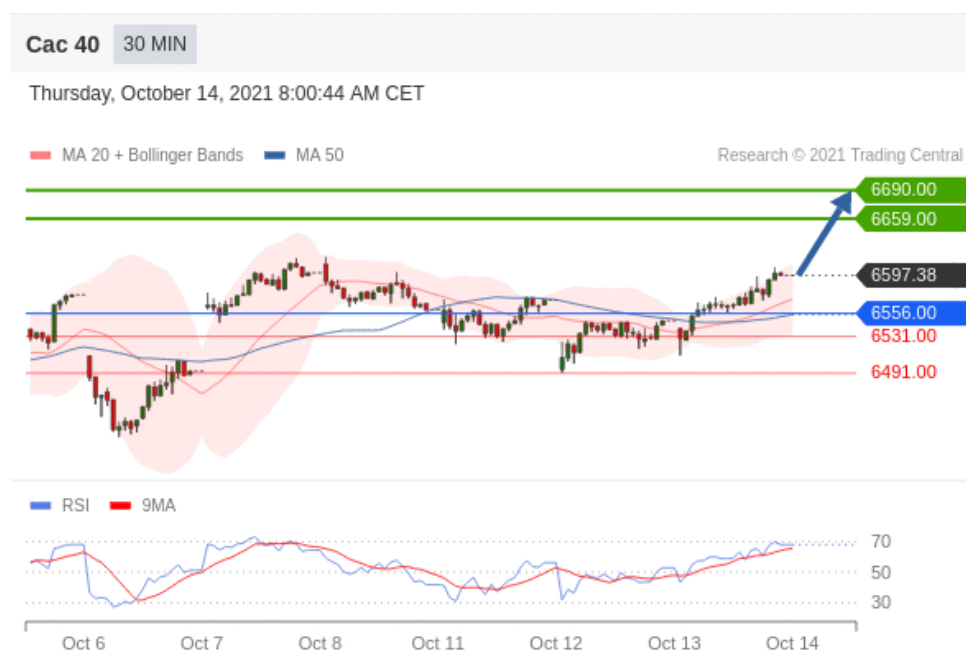 Cac 40 30 MIN
Thursday, October 14, 2021 8:00:44 AM CET
MA 20 + Bollinger Bands MA 50 Research © 2021 Trading Central
6690.00
6659.00
6597.38
6556.00
6531.00
6491.00
RSI 9MA
70
50
30
Oct 6 Oct 7 Oct 8 Oct 11 Oct 12 Oct 13 Oct 14